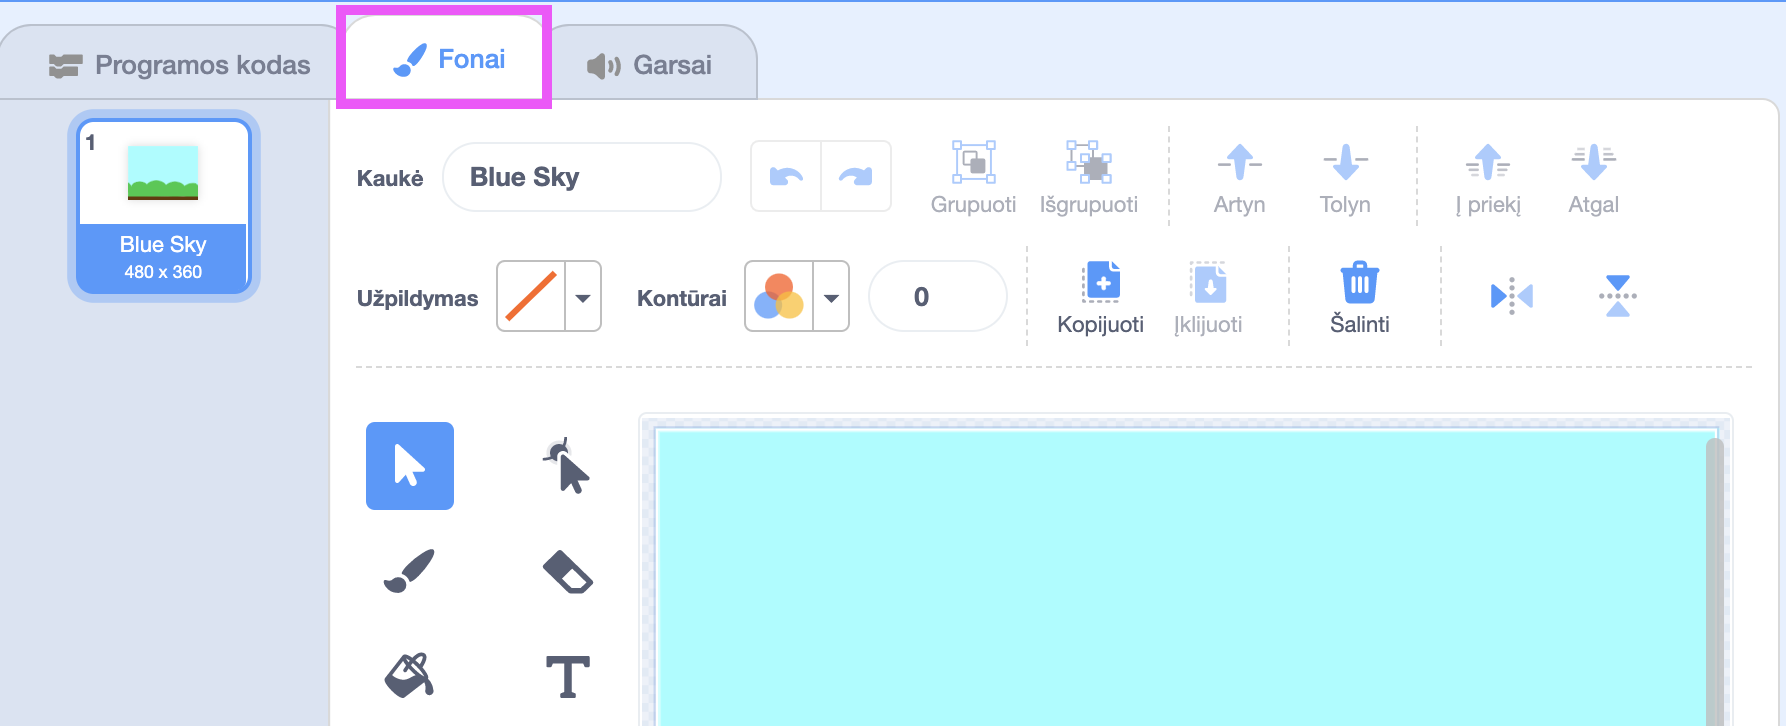 Programos kodas
Fonai
Garsai
1
Blue Sky
480 x 360
Kaukė
Blue Sky
Grupuoti
Išgrupuoti
Artyn
Tolyn
Į priekį
Atgal
Užpildymas
Kontūrai
0
Kopijuoti
Įklijuoti
Šalinti
T